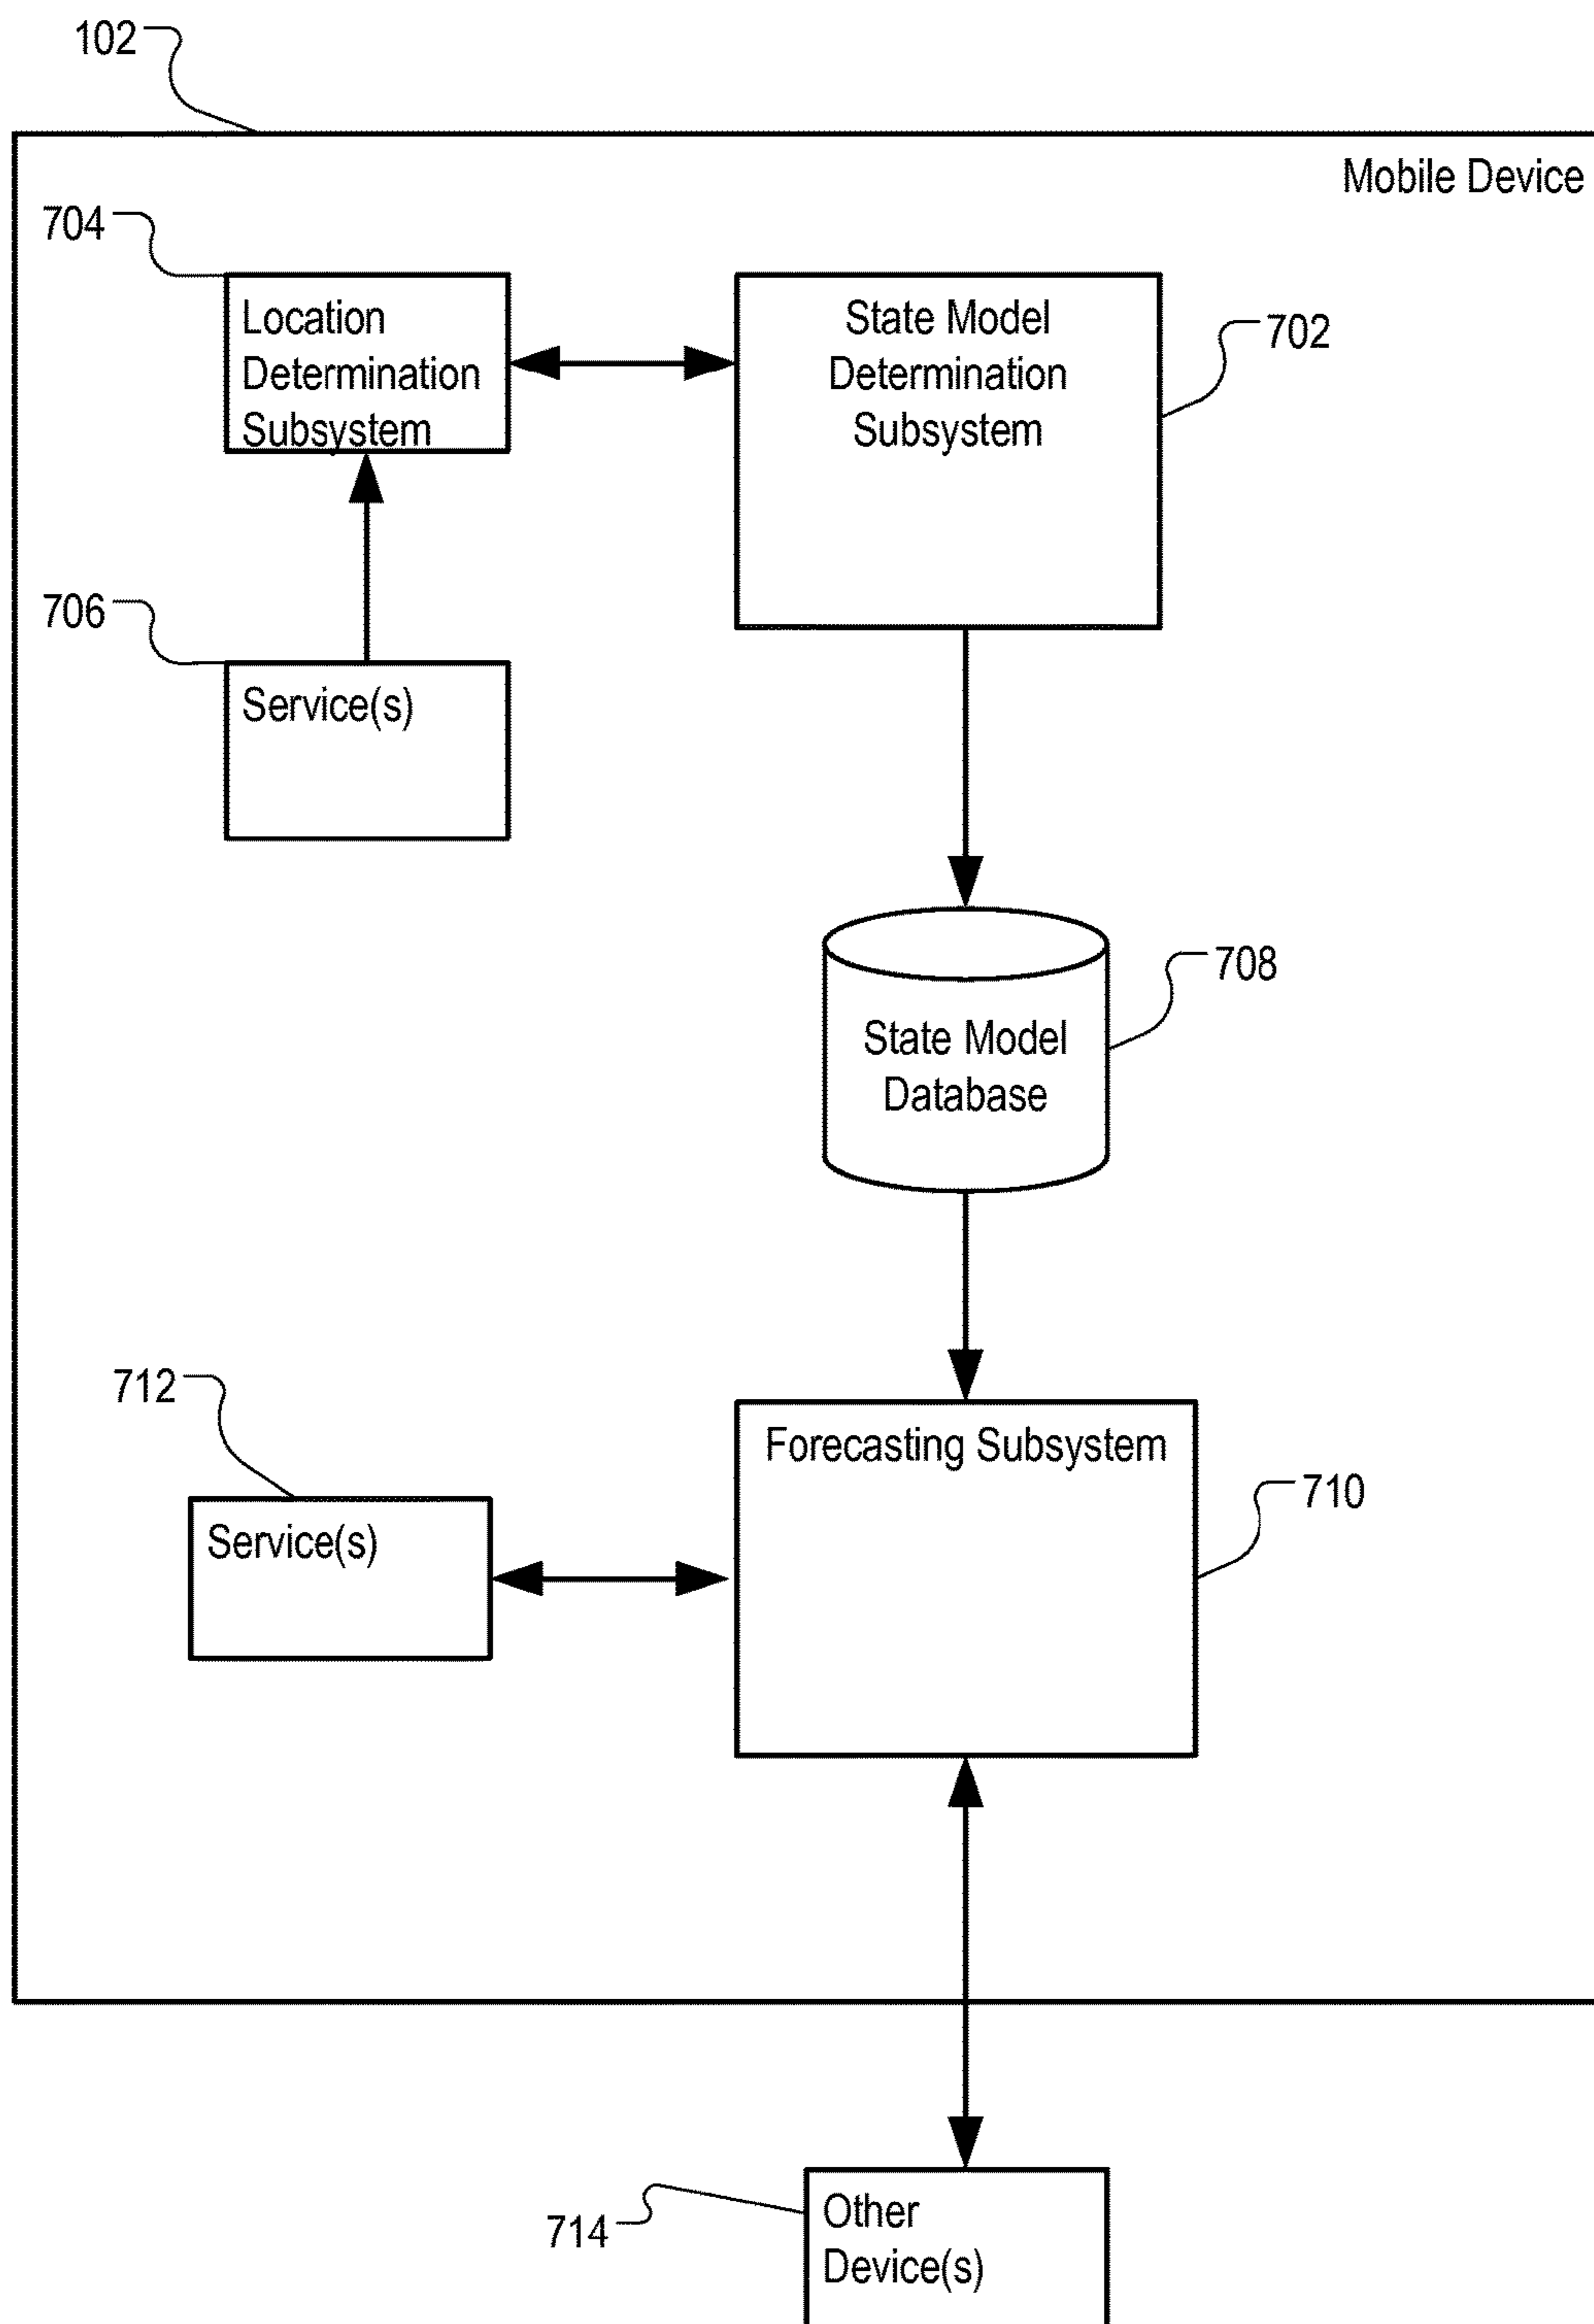 102
Mobile Device
704
Location
Determination
Subsystem
State Model
Determination
Subsystem
702
706
Service(s)
708
State Model
Database
712
Forecasting Subsystem
710
Service(s)
714
Other
Device(s)